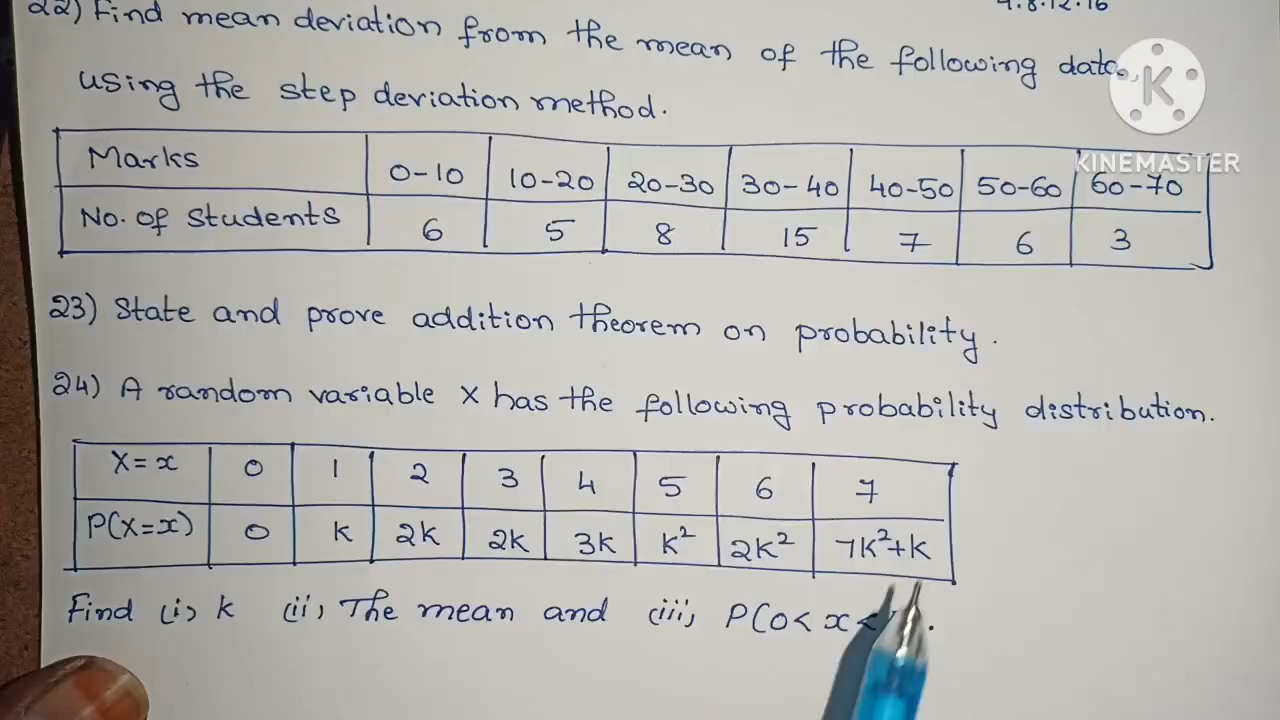 22) Find mean deviation from the mean of the following data
4.8.12.16
using the step deviation method.
K
KINEMASTER
Marks 0-10 10-20 20-30 30-40 40-50 50-60 60-70
No. of students 6 5 8 15 7 6 3
23) State and prove addition theorem on probability.
24) A random variable X has the following probability distribution.
X=x 0 1 2 3 4 5 6 7
P(X=x) 0 K 2K 2K 3K K² 2K² 7K²+K
Find (i) K (ii) The mean and (iii) P(0<x<